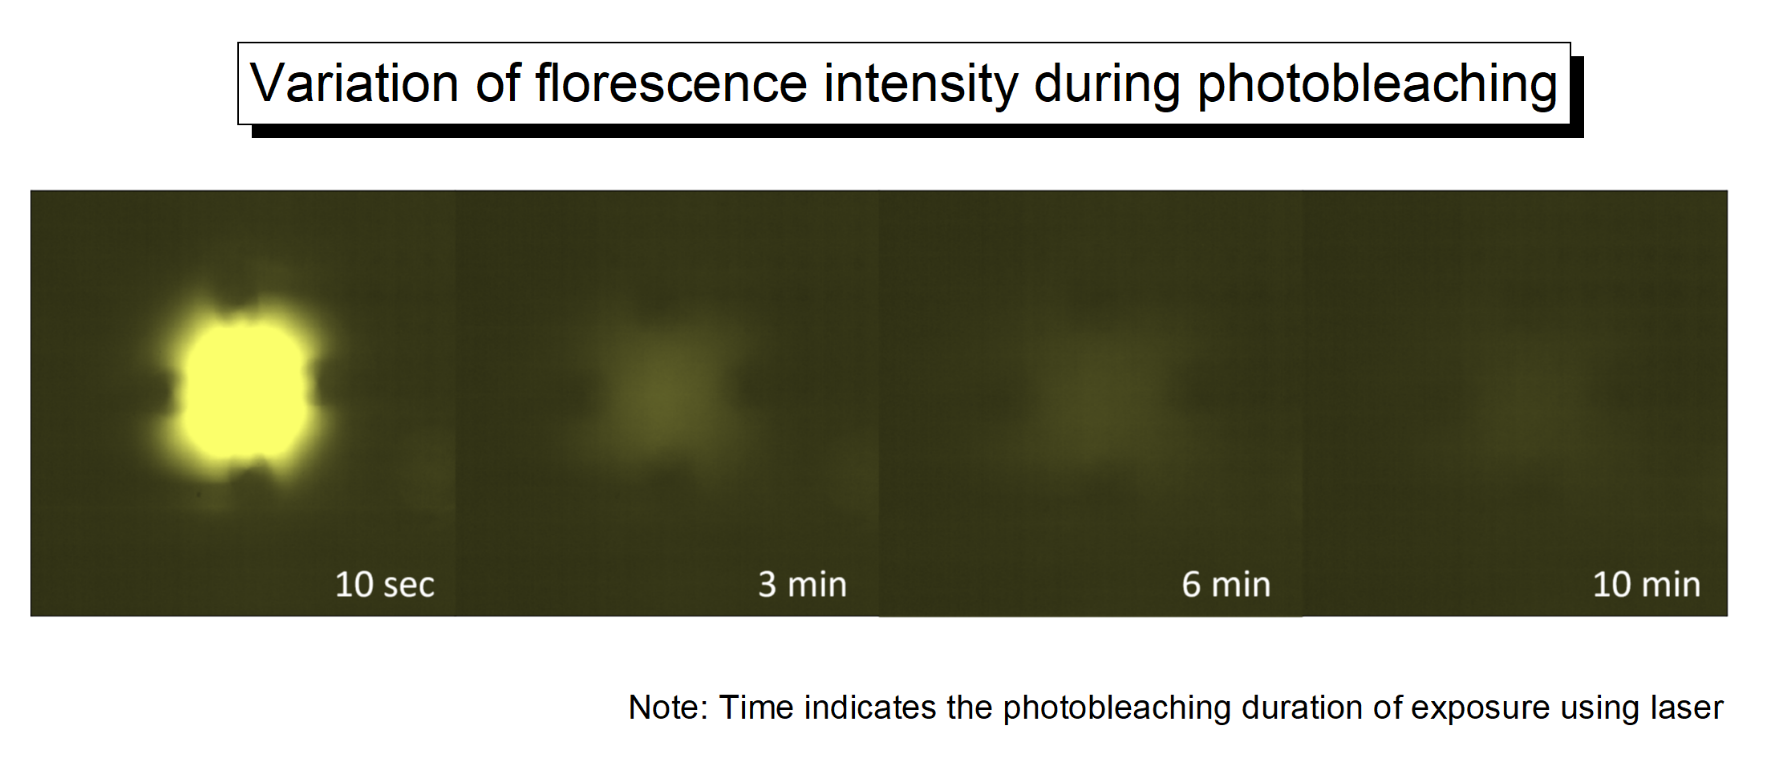 Variation of florescence intensity during photobleaching
10 sec
3 min
6 min
10 min
Note: Time indicates the photobleaching duration of exposure using laser